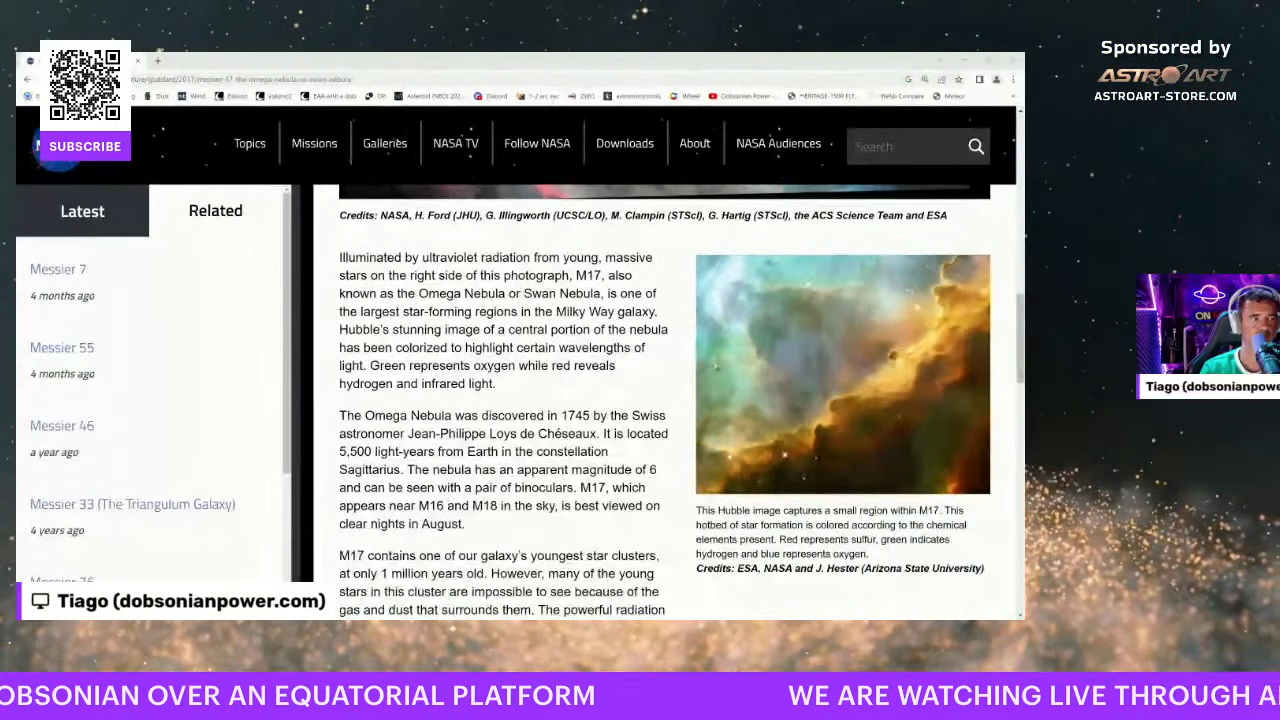 Sponsored by
ASTROART
ASTROART-STORE.COM
SUBSCRIBE
Topics
Missions
Galleries
NASA TV
Follow NASA
Downloads
About
NASA Audiences
Search
Latest
Related
Messier 7
4 months ago
Messier 55
4 months ago
Messier 46
a year ago
Messier 33 (The Triangulum Galaxy)
4 years ago
Credits: NASA, H. Ford (JHU), G. Illingworth (UCSC/LO), M. Clampin (STScI), G. Hartig (STScI), the ACS Science Team and ESA
Illuminated by ultraviolet radiation from young, massive
stars on the right side of this photograph, M17, also
known as the Omega Nebula or Swan Nebula, is one of
the largest star-forming regions in the Milky Way galaxy.
Hubble's stunning image of a central portion of the nebula
has been colorized to highlight certain wavelengths of
light. Green represents oxygen while red reveals
hydrogen and infrared light.
The Omega Nebula was discovered in 1745 by the Swiss
astronomer Jean-Philippe Loys de Chéseaux. It is located
5,500 light-years from Earth in the constellation
Sagittarius. The nebula has an apparent magnitude of 6
and can be seen with a pair of binoculars. M17, which
appears near M16 and M18 in the sky, is best viewed on
clear nights in August.
M17 contains one of our galaxy's youngest star clusters,
at only 1 million years old. However, many of the young
stars in this cluster are impossible to see because of the
gas and dust that surrounds them. The powerful radiation
This Hubble image captures a small region within M17. This
hotbed of star formation is colored according to the chemical
elements present. Red represents sulfur, green indicates
hydrogen and blue represents oxygen.
Credits: ESA, NASA and J. Hester (Arizona State University)
ON
Tiago (dobsonianpowe
Tiago (dobsonianpower.com)
OBSONIAN OVER AN EQUATORIAL PLATFORM
WE ARE WATCHING LIVE THROUGH A